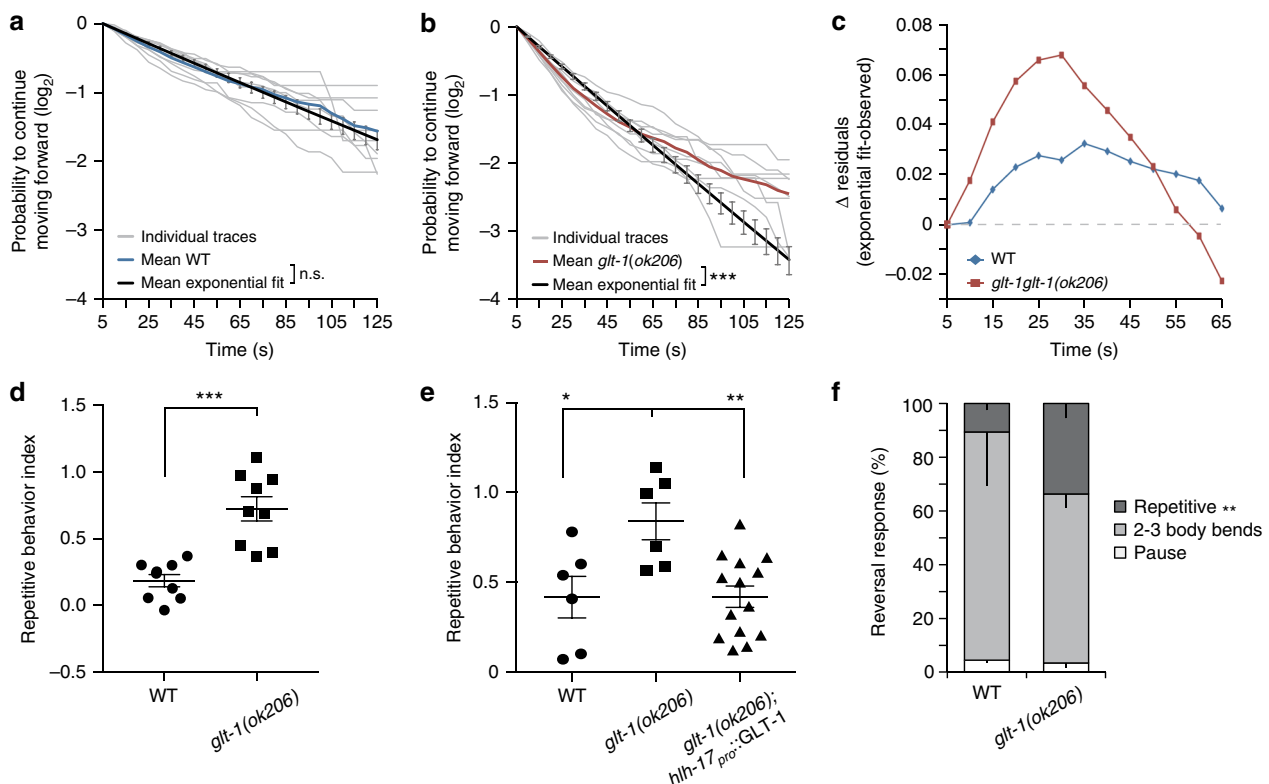 a
Probability to continue
moving forward (log2)
0
−1
−2
−3
−4
Individual traces
Mean WT
Mean exponential fit
n.s.
5 25 45 65 85 105 125
Time (s)
b
Probability to continue
moving forward (log2)
0
−1
−2
−3
−4
Individual traces
Mean glt-1(ok206)
Mean exponential fit
***
5 25 45 65 85 105 125
Time (s)
c
Δ residuals
(exponential fit-observed)
0.08
0.06
0.04
0.02
0
−0.02
WT
glt-1glt-1(ok206)
5 15 25 35 45 55 65
Time (s)
d
Repetitive behavior index
1.5
1.0
0.5
0.0
−0.5
***
WT
glt-1(ok206)
e
Repetitive behavior index
1.5
1.0
0.5
0
*
**
WT
glt-1(ok206)
glt-1(ok206);
hlh-17pro::GLT-1
f
Reversal response (%)
100
80
60
40
20
0
WT
glt-1(ok206)
Repetitive **
2-3 body bends
Pause